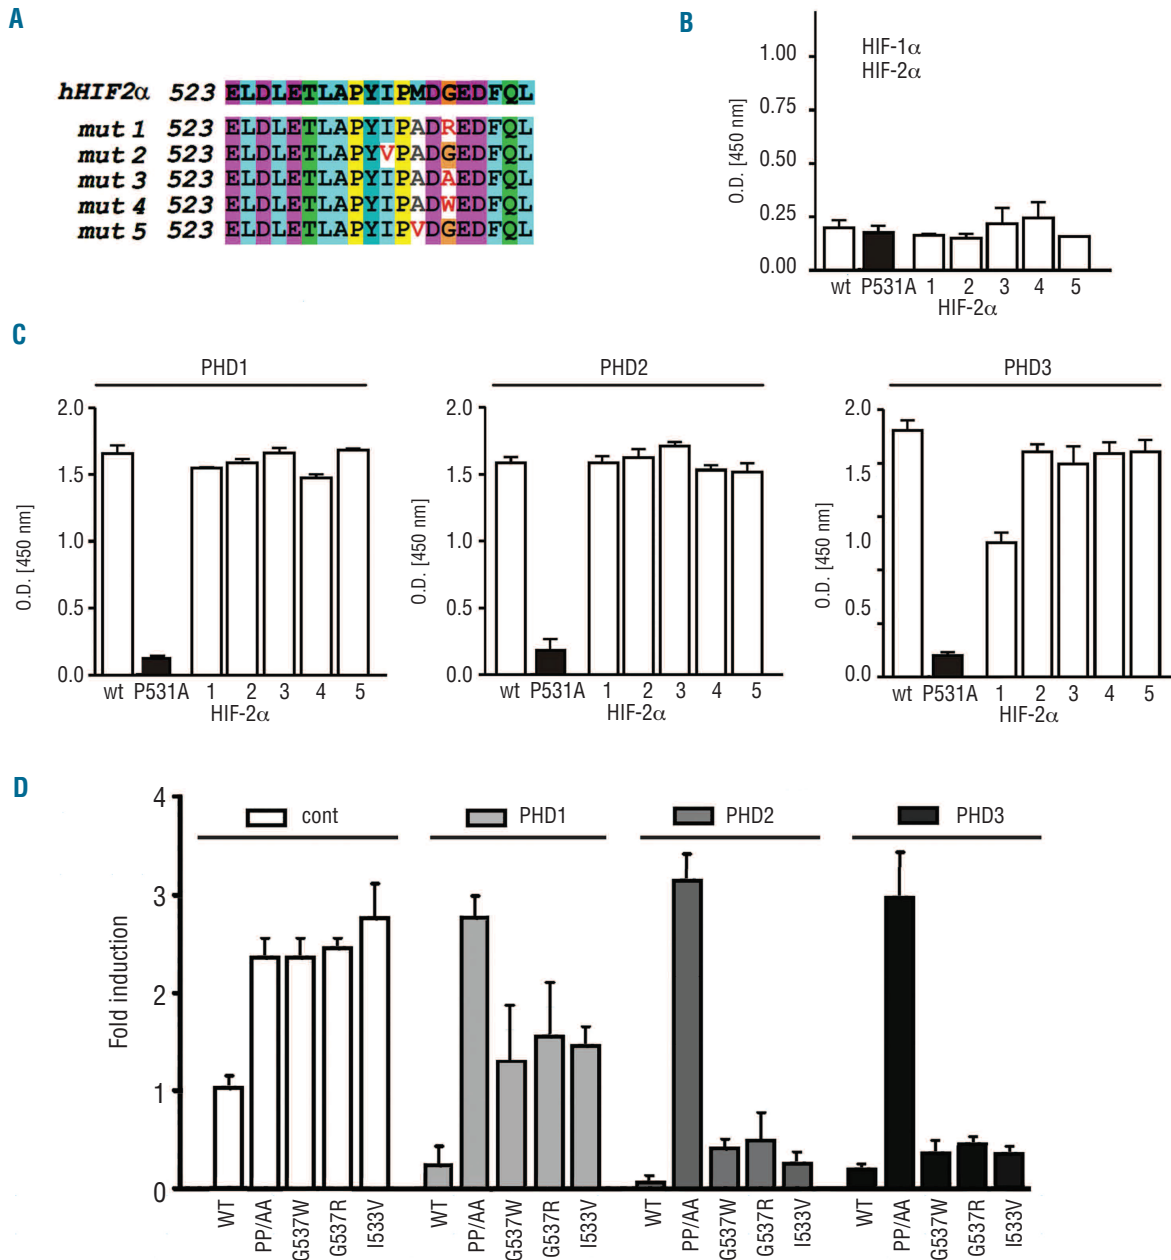 A
hHIF2α 523 ELDLETLAPYIPMDGEDFQL
mut 1 523 ELDLETLAPYIPADREDFQL
mut 2 523 ELDLETLAPYVPADGEDFQL
mut 3 523 ELDLETLAPYIPADAEDFQL
mut 4 523 ELDLETLAPYIPADWEDFQL
mut 5 523 ELDLETLAPYIPVDGEDFQL
B
HIF-1α
HIF-2α
O.D. [450 nm]
1.00
0.75
0.50
0.25
0.00
wt P531A 1 2 3 4 5
HIF-2α
C
PHD1
O.D. [450 nm]
2.0
1.5
1.0
0.5
0.0
wt P531A 1 2 3 4 5
HIF-2α
PHD2
O.D. [450 nm]
2.0
1.5
1.0
0.5
0.0
wt P531A 1 2 3 4 5
HIF-2α
PHD3
O.D. [450 nm]
2.0
1.5
1.0
0.5
0.0
wt P531A 1 2 3 4 5
HIF-2α
D
cont PHD1 PHD2 PHD3
Fold induction
4
3
2
1
0
WT PP/AA G537W G537R I533V WT PP/AA G537W G537R I533V WT PP/AA G537W G537R I533V WT PP/AA G537W G537R I533V